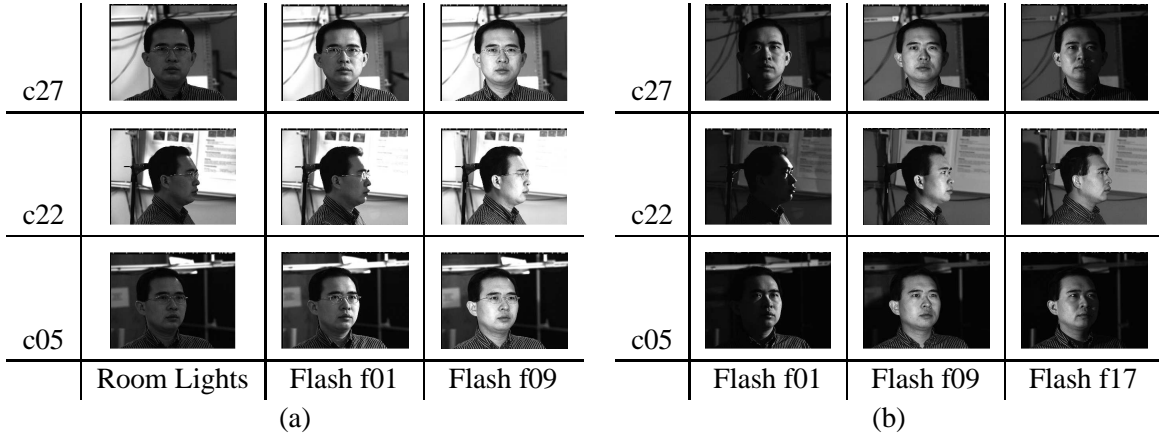 c27 c27
c22 c22
c05 c05
Room Lights Flash f01 Flash f09 Flash f01 Flash f09 Flash f17
(a) (b)